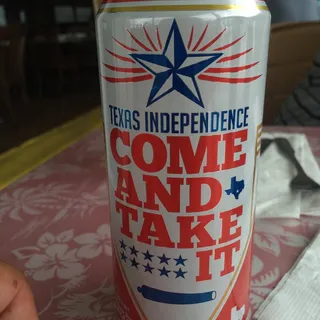 TEXAS INDEPENDENCE
COME
AND
TAKE
IT